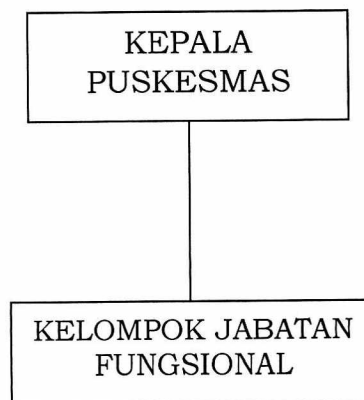 KEPALA
PUSKESMAS
KELOMPOK JABATAN
FUNGSIONAL